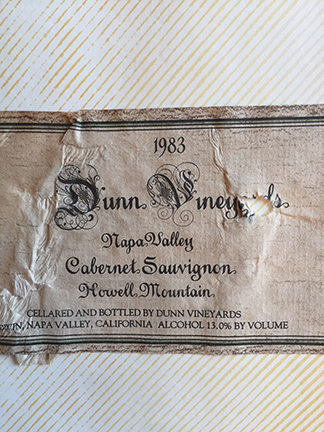 1983
Dunn Vineyards
Napa Valley
Cabernet Sauvignon
Howell Mountain
CELLARED AND BOTTLED BY DUNN VINEYARDS
NAPA VALLEY, CALIFORNIA ALCOHOL 13.0% BY VOLUME